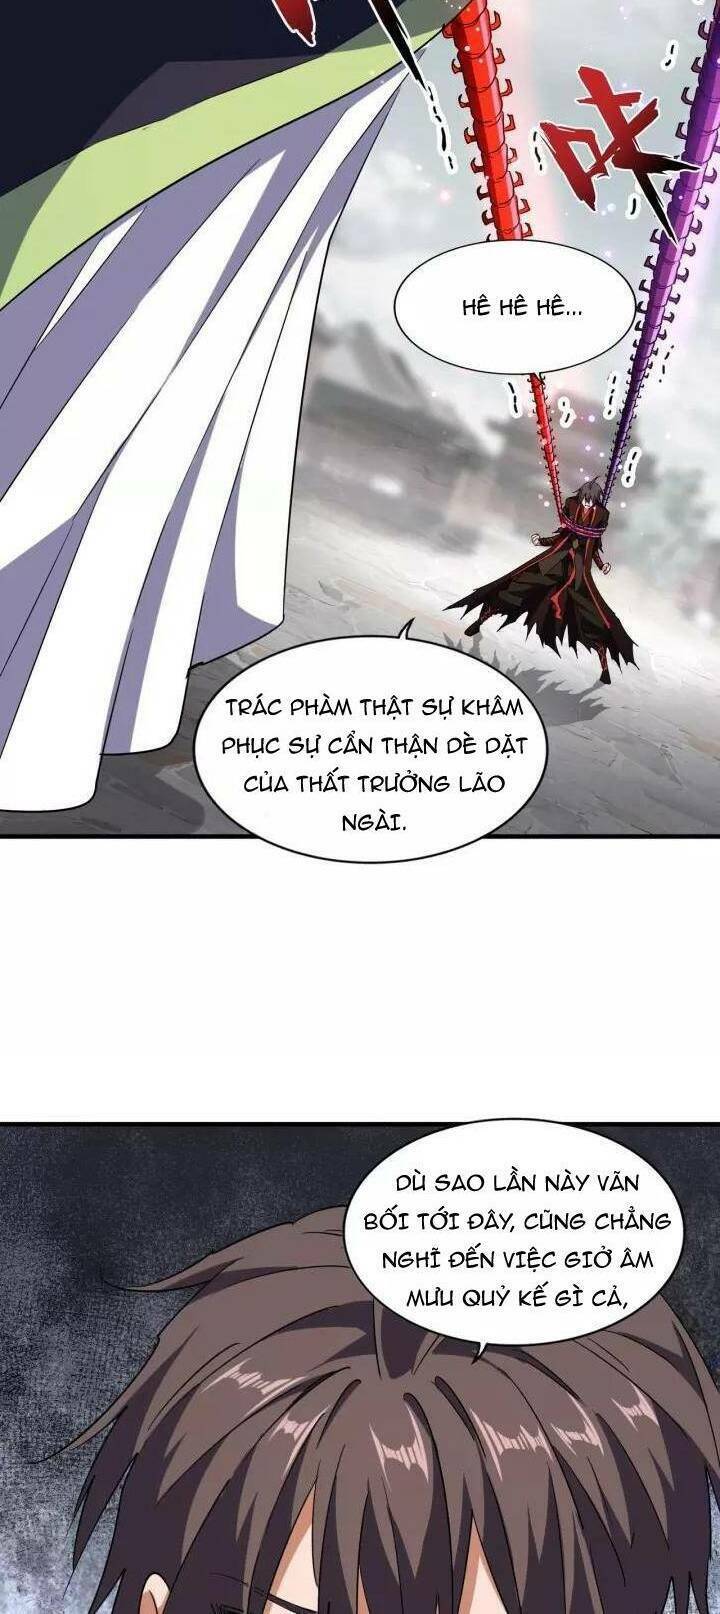 HÊ HÊ HÊ...
TRÁC PHÀM THẬT SỰ KHÂM
PHỤC SỰ CẨN THẬN DÈ DẶT
CỦA THẤT TRƯỞNG LÃO
NGÀI.
DÙ SAO LẦN NÀY VÃN
BỐI TỚI ĐÂY, CŨNG CHẲNG
NGHĨ ĐẾN VIỆC GIỞ ÂM
MƯU QUỶ KẾ GÌ CẢ,